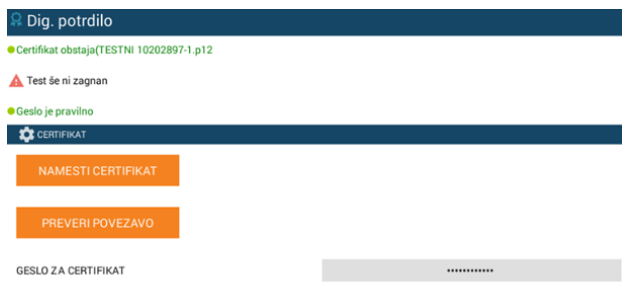 Dig. potrdilo
Certifikat obstaja(TESTNI 10202897-1.p12
Test še ni zagnan
Geslo je pravilno
CERTIFIKAT
NAMESTI CERTIFIKAT
PREVERI POVEZAVO
GESLO ZA CERTIFIKAT ••••••••••••